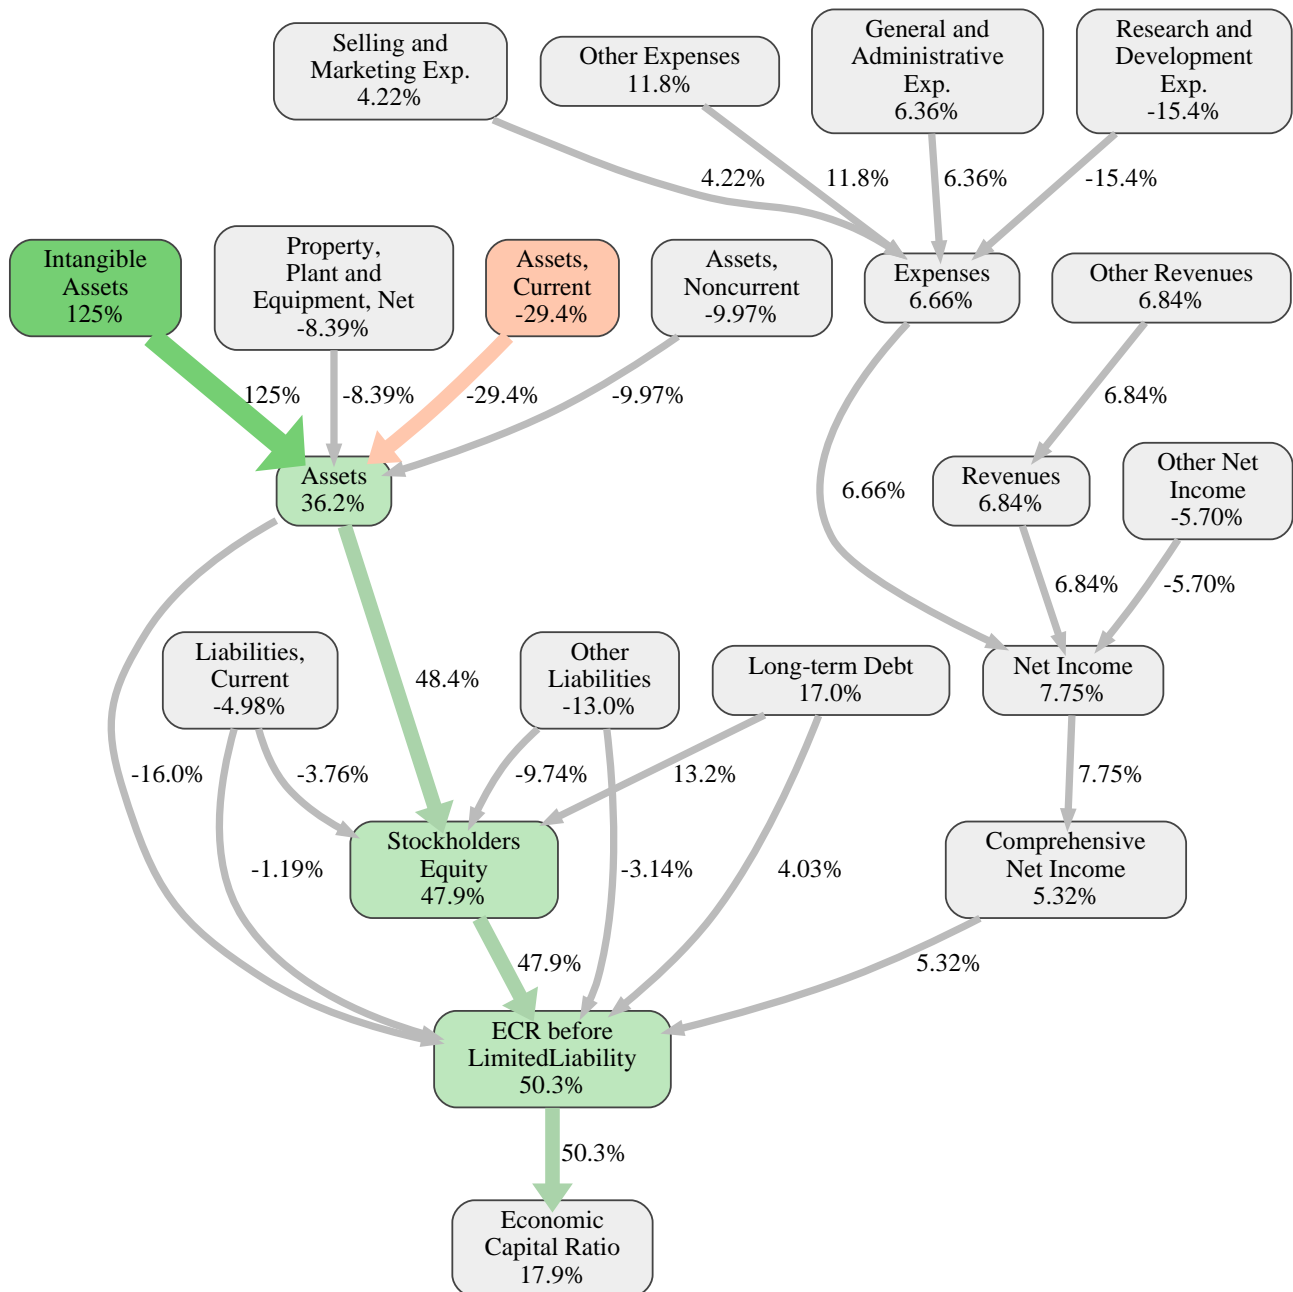 Selling and
Marketing Exp.
4.22%
Other Expenses
11.8%
General and
Administrative
Exp.
6.36%
Research and
Development
Exp.
-15.4%
4.22%
11.8%
6.36%
-15.4%
Intangible
Assets
125%
Property,
Plant and
Equipment, Net
-8.39%
Assets,
Current
-29.4%
Assets,
Noncurrent
-9.97%
Expenses
6.66%
Other Revenues
6.84%
125%
-8.39%
-29.4%
-9.97%
6.84%
Assets
36.2%
6.66%
Revenues
6.84%
Other Net
Income
-5.70%
6.84%
-5.70%
Liabilities,
Current
-4.98%
48.4%
Other
Liabilities
-13.0%
Long-term Debt
17.0%
Net Income
7.75%
-16.0%
-3.76%
-9.74%
13.2%
7.75%
Stockholders
Equity
47.9%
-1.19%
-3.14%
4.03%
Comprehensive
Net Income
5.32%
47.9%
5.32%
ECR before
LimitedLiability
50.3%
50.3%
Economic
Capital Ratio
17.9%